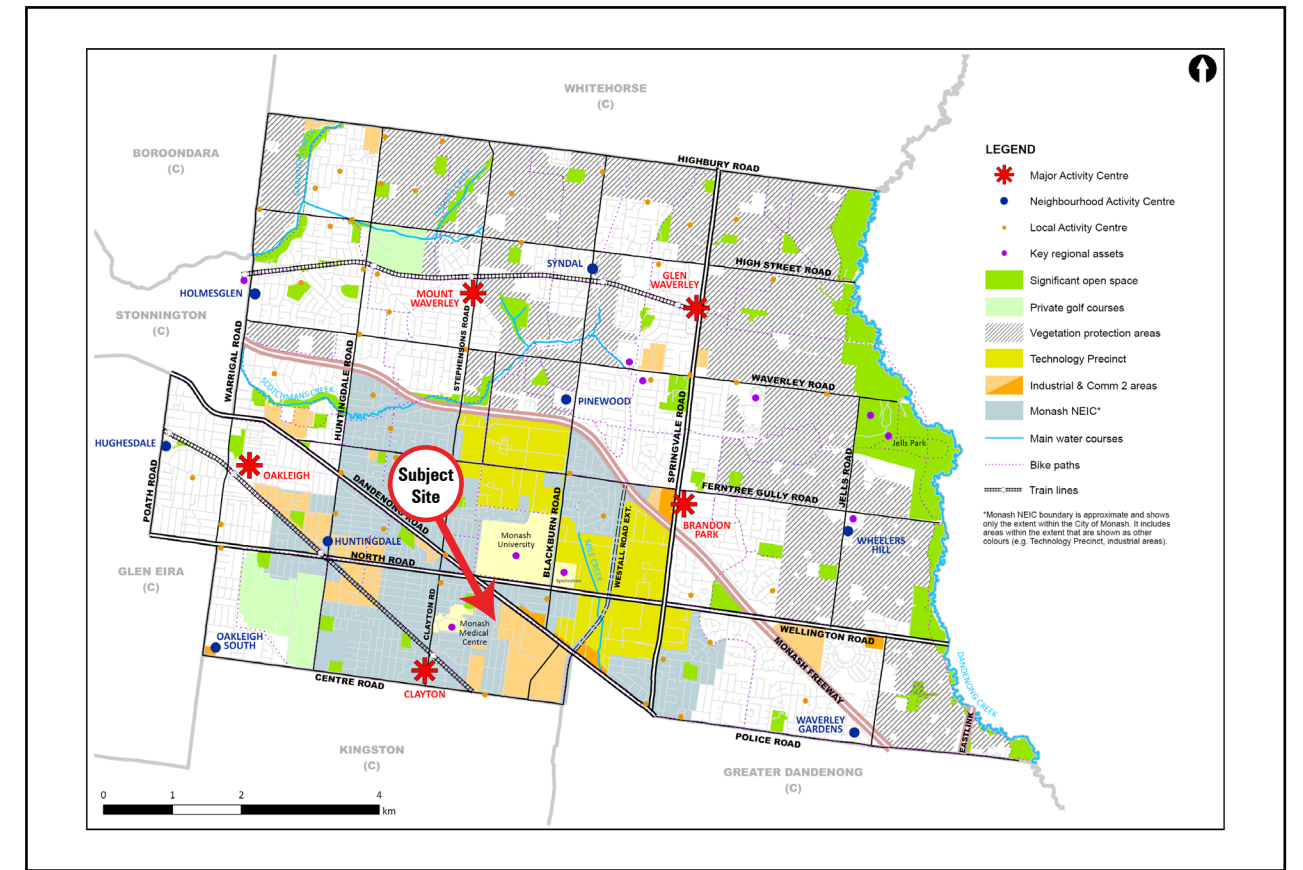 WHITEHORSE
(C)
BOROONDARA
(C)
HIGHBURY ROAD
LEGEND
Major Activity Centre
Neighbourhood Activity Centre
Local Activity Centre
Key regional assets
Significant open space
Private golf courses
Vegetation protection areas
Technology Precinct
Industrial & Comm 2 areas
Monash NEIC*
Main water courses
Bike paths
Train lines
*Monash NEIC boundary is approximate and shows
only the extent within the City of Monash. It includes
areas within the extent that are shown as other
colours (e.g. Technology Precinct, industrial areas).
SYNDAL
GLEN
WAVERLEY
HIGH STREET ROAD
HOLMESGLEN
MOUNT
WAVERLEY
STONNINGTON
(C)
WARRIGAL ROAD
HUNTINGDALE ROAD
STEPHENSONS ROAD
SCOTCHMANS CREEK
WAVERLEY ROAD
PINEWOOD
SPRINGVALE ROAD
JELLS ROAD
Jells Park
HUGHESDALE
OAKLEIGH
POATH ROAD
Subject
Site
DANDENONG ROAD
BLACKBURN ROAD
FERNTREE GULLY ROAD
WESTALL ROAD EXT.
BRANDON
PARK
WHEELERS
HILL
HUNTINGDALE
Monash
University
MILE CREEK
NORTH ROAD
Synchrotron
GLEN EIRA
(C)
CLAYTON RD
Monash
Medical
Centre
WELLINGTON ROAD
OAKLEIGH
SOUTH
MONASH FREEWAY
DANDENONG CREEK
CENTRE ROAD
CLAYTON
WAVERLEY
GARDENS
EASTLINK
POLICE ROAD
KINGSTON
(C)
GREATER DANDENONG
(C)
0
1
2
4
km